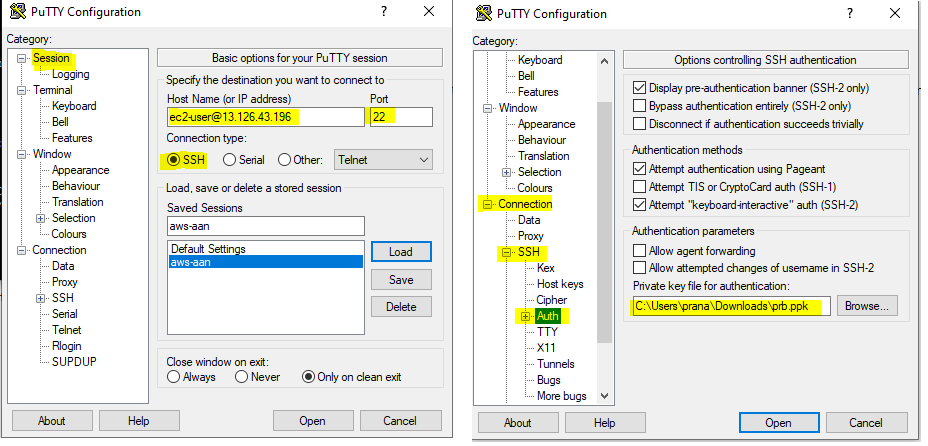 PuTTY Configuration
?
Category:
Session
Logging
Terminal
Keyboard
Bell
Features
Window
Appearance
Behaviour
Translation
Selection
Colours
Connection
Data
Proxy
SSH
Serial
Telnet
Rlogin
SUPDUP
Basic options for your PuTTY session
Specify the destination you want to connect to
Host Name (or IP address) Port
ec2-user@13.126.43.196 22
Connection type:
SSH Serial Other: Telnet
Load, save or delete a stored session
Saved Sessions
aws-aan
Default Settings
aws-aan
Load
Save
Delete
Close window on exit:
Always Never Only on clean exit
About Help Open Cancel
PuTTY Configuration
?
Category:
Keyboard
Bell
Features
Window
Appearance
Behaviour
Translation
Selection
Colours
Connection
Data
Proxy
SSH
Kex
Host keys
Cipher
Auth
TTY
X11
Tunnels
Bugs
More bugs
Options controlling SSH authentication
Display pre-authentication banner (SSH-2 only)
Bypass authentication entirely (SSH-2 only)
Disconnect if authentication succeeds trivially
Authentication methods
Attempt authentication using Pageant
Attempt TIS or CryptoCard auth (SSH-1)
Attempt "keyboard-interactive" auth (SSH-2)
Authentication parameters
Allow agent forwarding
Allow attempted changes of username in SSH-2
Private key file for authentication:
C:\Users\prana\Downloads\prb.ppk Browse...
About Help Open Cancel